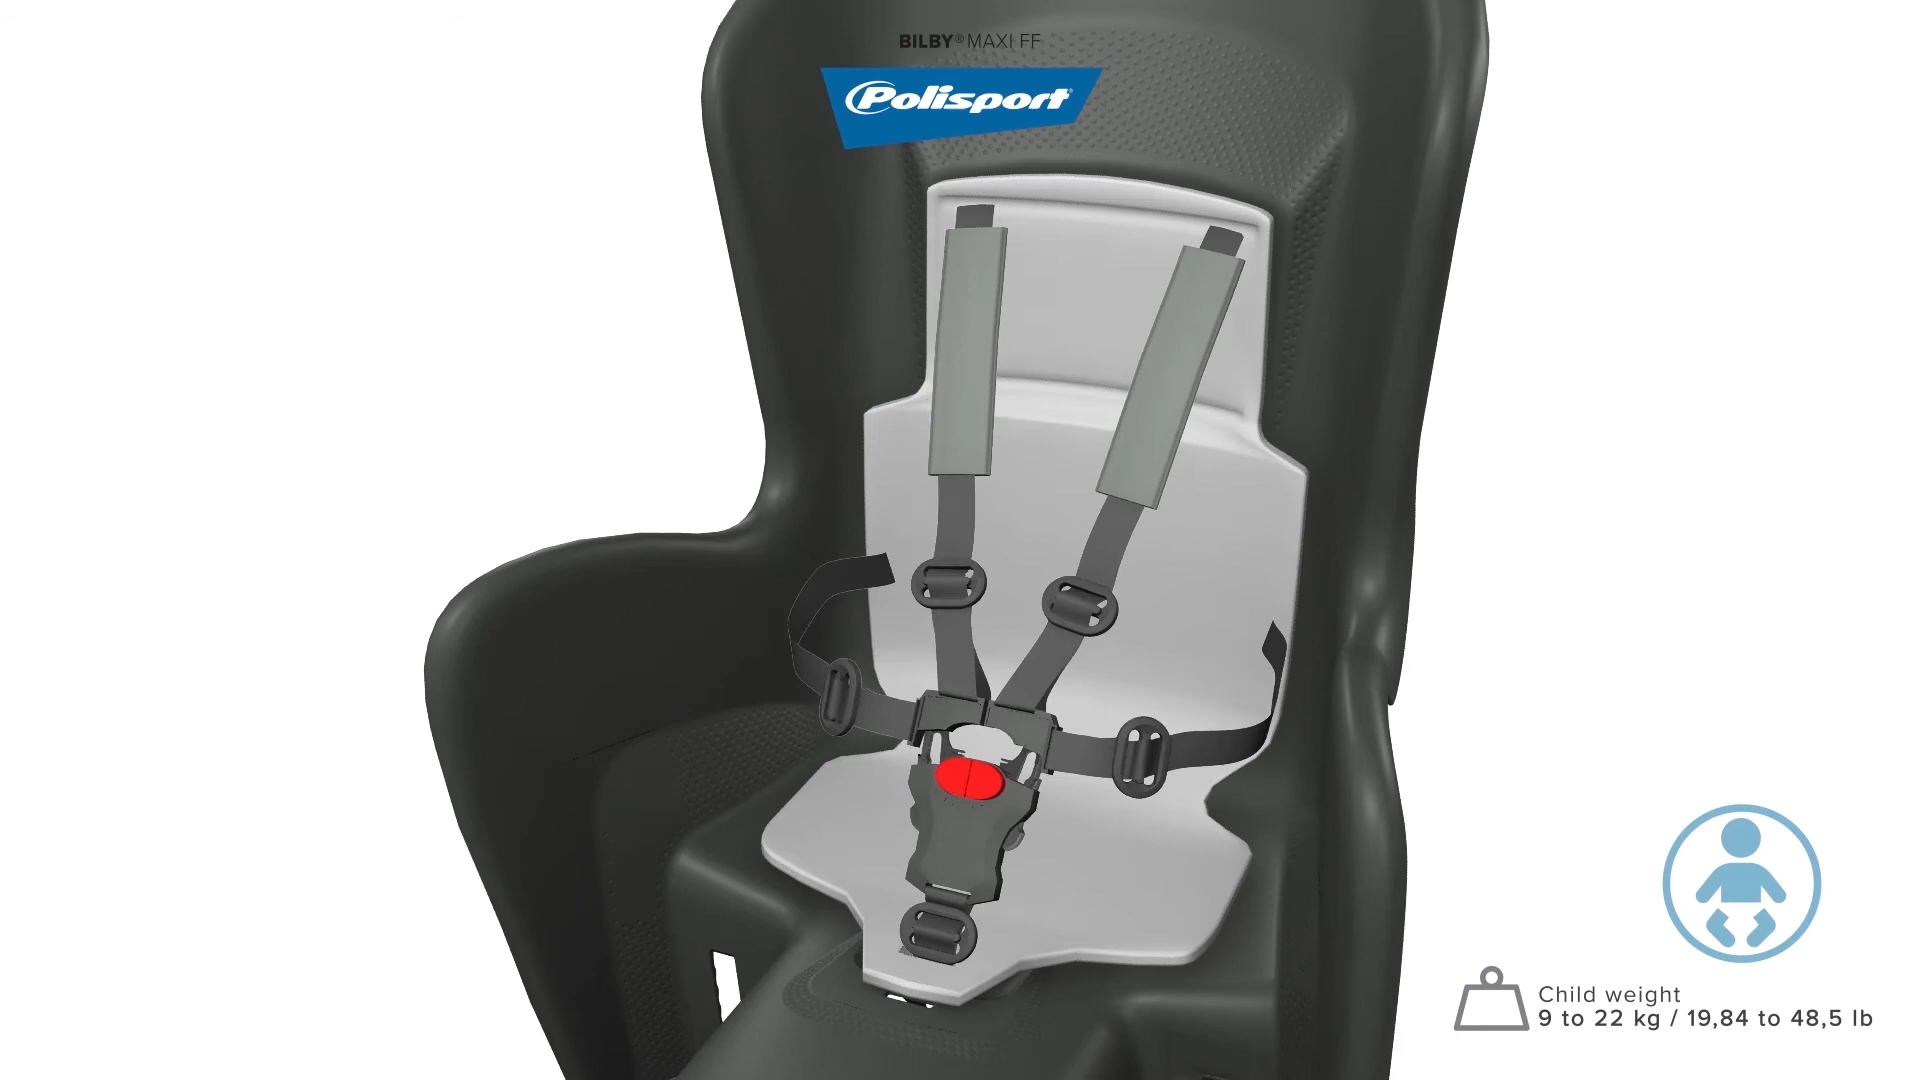 BILBY® MAXI FF
Polisport®
Child weight
9 to 22 kg / 19,84 to 48,5 lb